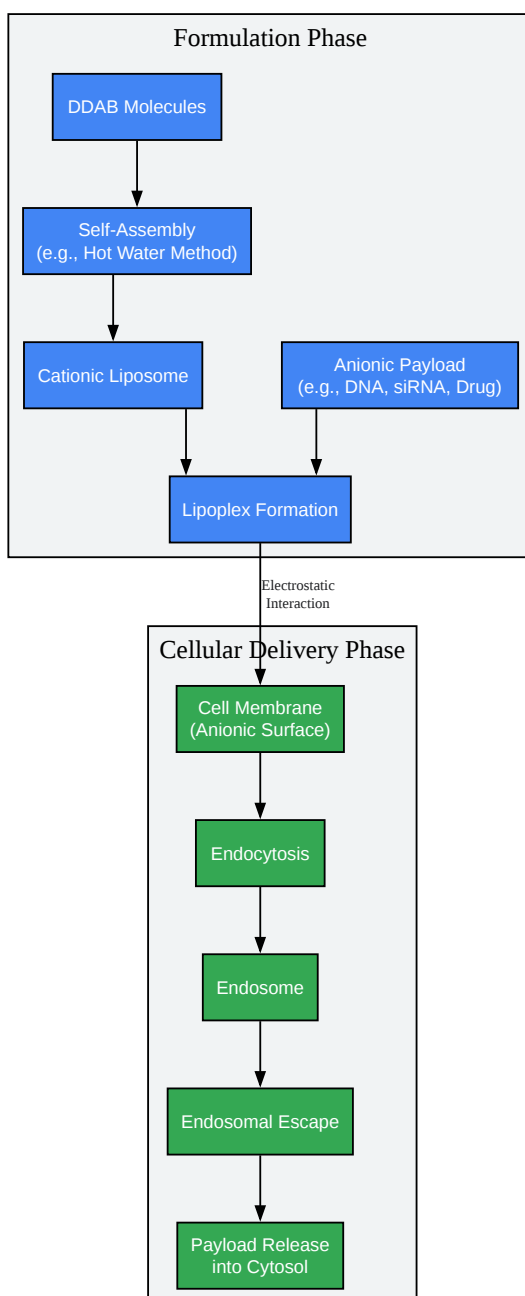 Formulation Phase
DDAB Molecules
Self-Assembly
(e.g., Hot Water Method)
Cationic Liposome
Anionic Payload
(e.g., DNA, siRNA, Drug)
Lipoplex Formation
Electrostatic
Interaction
Cellular Delivery Phase
Cell Membrane
(Anionic Surface)
Endocytosis
Endosome
Endosomal Escape
Payload Release
into Cytosol